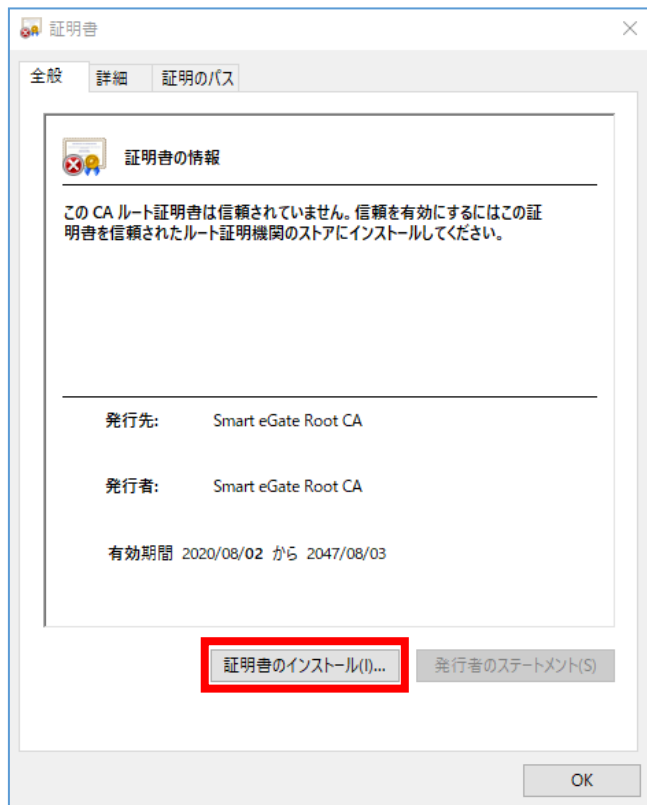 証明書
全般 詳細 証明のパス
証明書の情報
この CA ルート証明書は信頼されていません。信頼を有効にするにはこの証
明書を信頼されたルート証明機関のストアにインストールしてください。
発行先: Smart eGate Root CA
発行者: Smart eGate Root CA
有効期間 2020/08/02 から 2047/08/03
証明書のインストール(I)... 発行者のステートメント(S)
OK